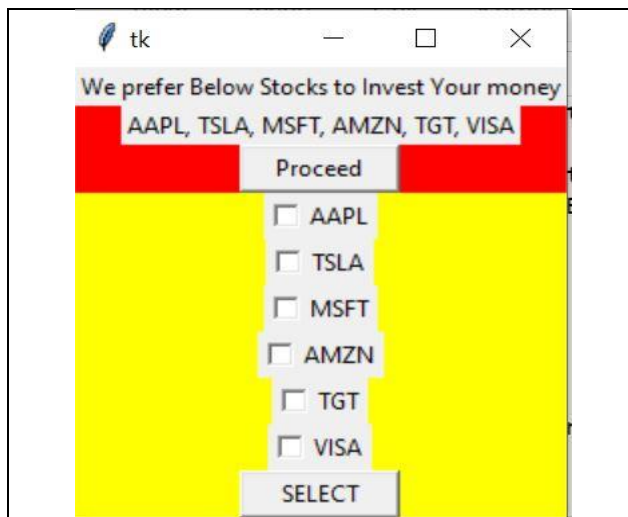 tk
We prefer Below Stocks to Invest Your money
AAPL, TSLA, MSFT, AMZN, TGT, VISA
Proceed
AAPL
TSLA
MSFT
AMZN
TGT
VISA
SELECT